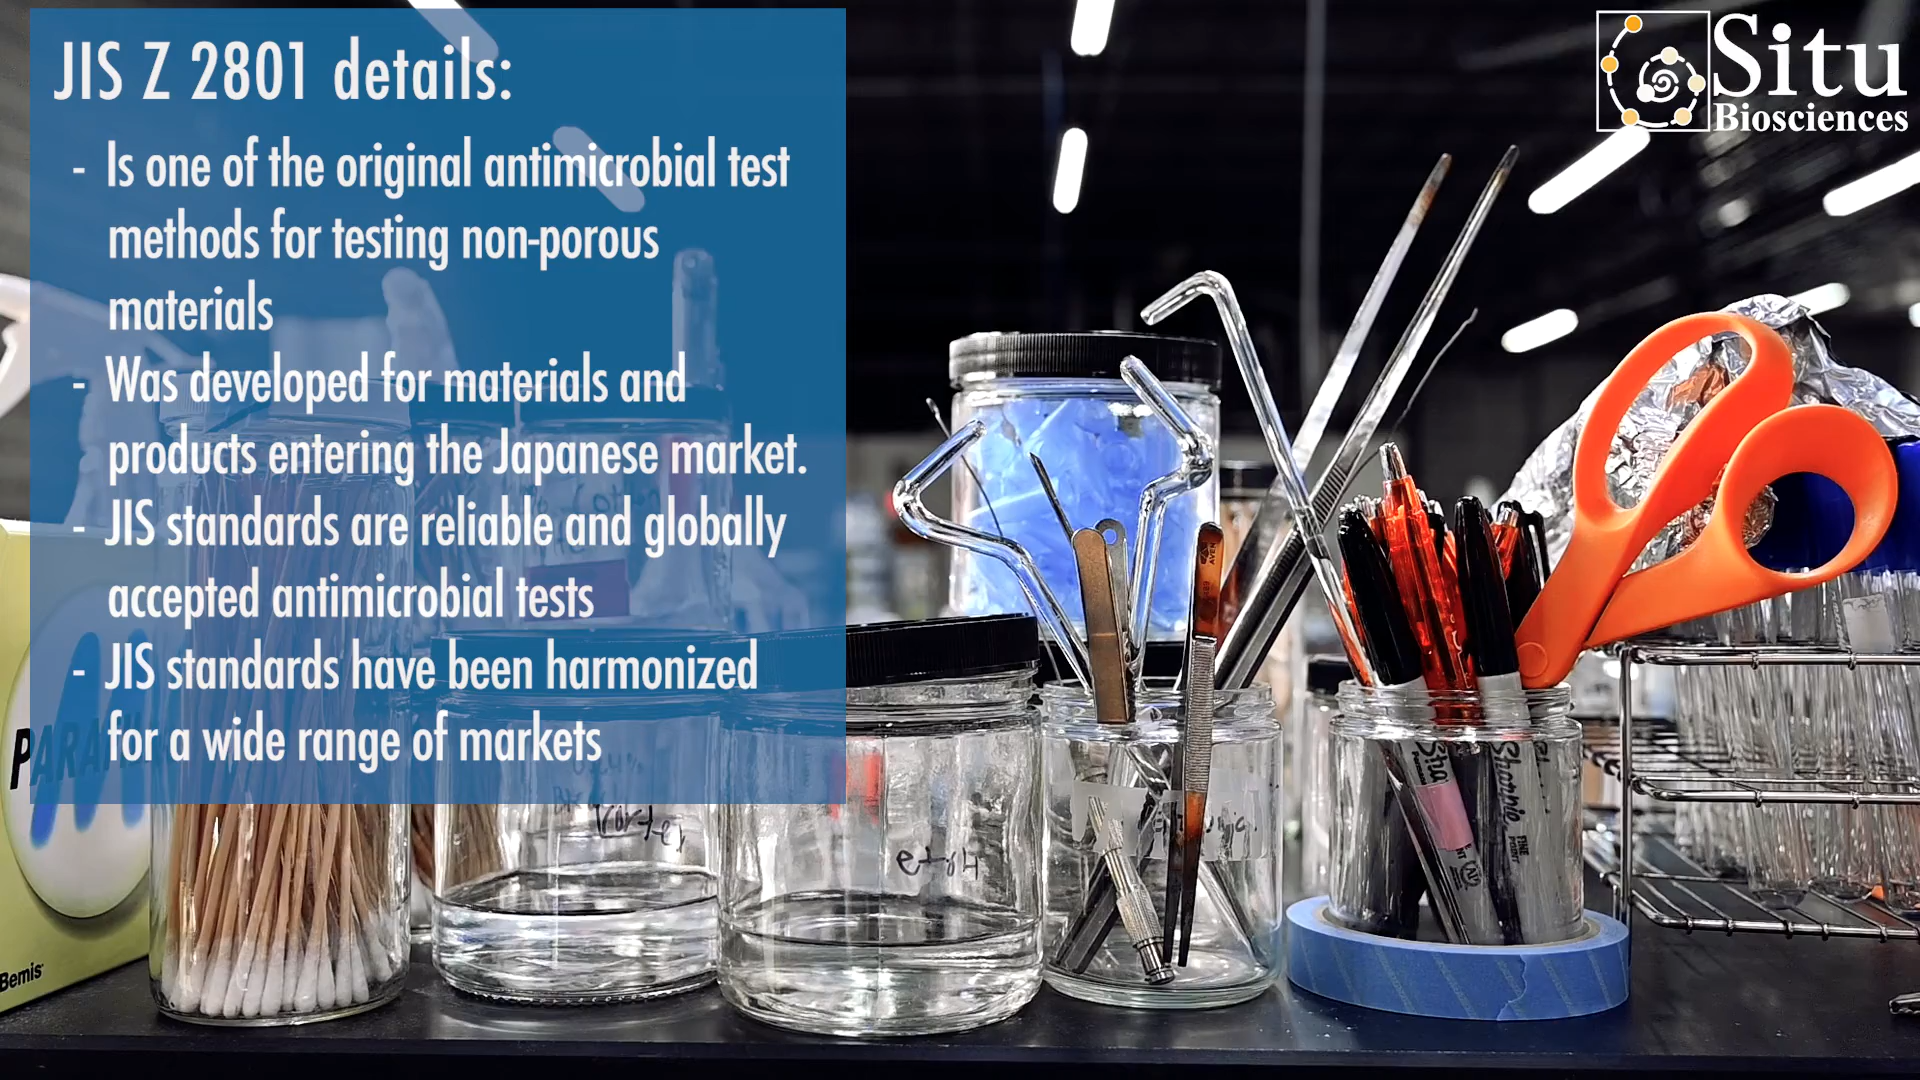 JIS Z 2801 details:
- Is one of the original antimicrobial test
methods for testing non-porous
materials
- Was developed for materials and
products entering the Japanese market.
- JIS standards are reliable and globally
accepted antimicrobial tests
- JIS standards have been harmonized
for a wide range of markets
Situ
Biosciences
Bemis
etoH
Sharpie